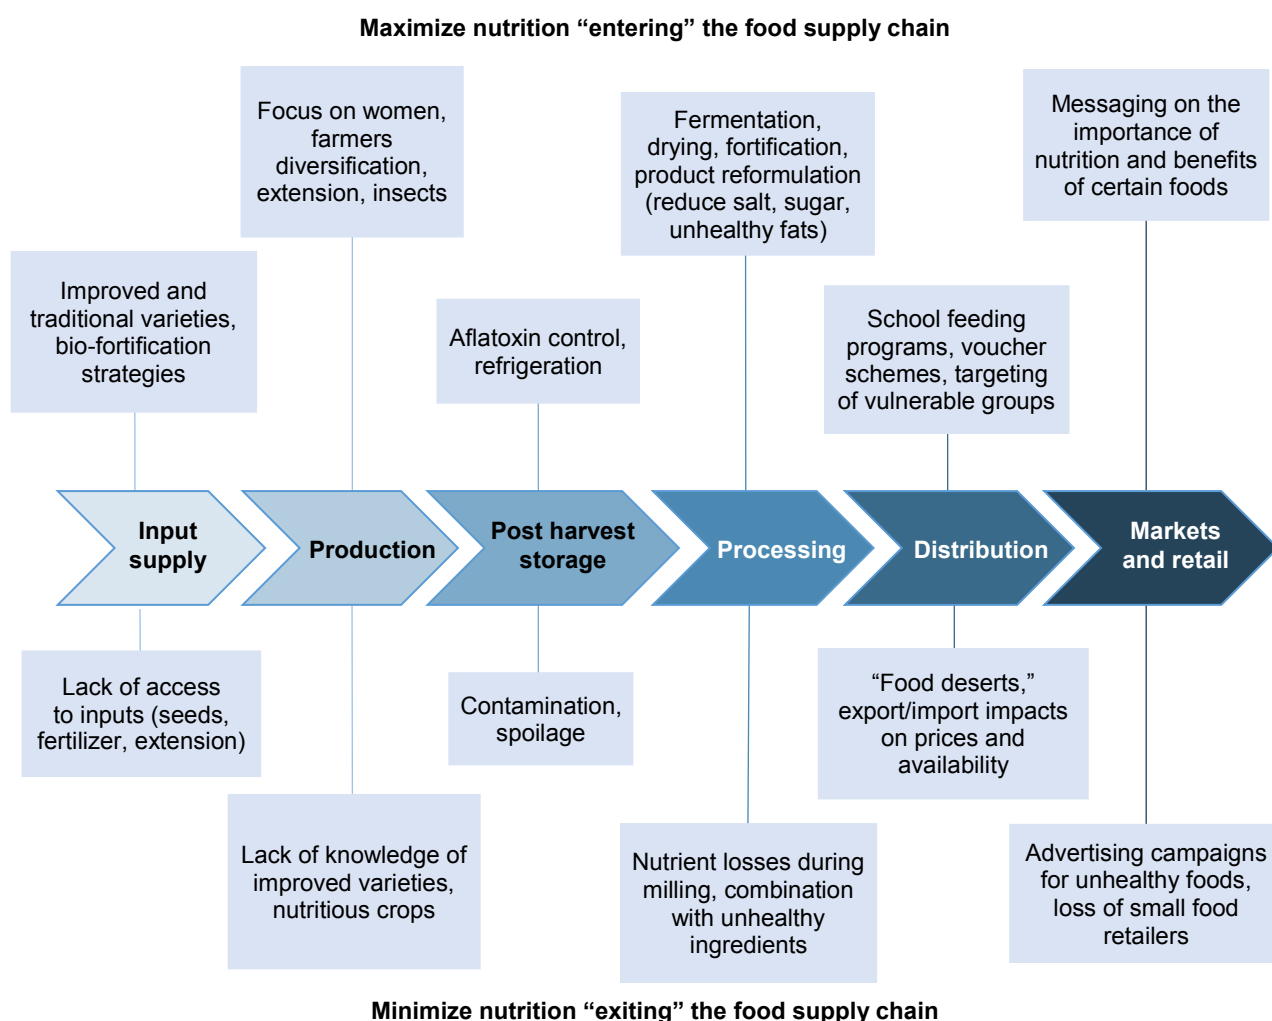 Maximize nutrition “entering” the food supply chain
Focus on women,
farmers
diversification,
extension, insects
Fermentation,
drying, fortification,
product reformulation
(reduce salt, sugar,
unhealthy fats)
Messaging on the
importance of
nutrition and benefits
of certain foods
Improved and
traditional varieties,
bio-fortification
strategies
Aflatoxin control,
refrigeration
School feeding
programs, voucher
schemes, targeting
of vulnerable groups
Input
supply
Production
Post harvest
storage
Processing
Distribution
Markets
and retail
Lack of access
to inputs (seeds,
fertilizer, extension)
Contamination,
spoilage
“Food deserts,”
export/import impacts
on prices and
availability
Lack of knowledge of
improved varieties,
nutritious crops
Nutrient losses during
milling, combination
with unhealthy
ingredients
Advertising campaigns
for unhealthy foods,
loss of small food
retailers
Minimize nutrition “exiting” the food supply chain